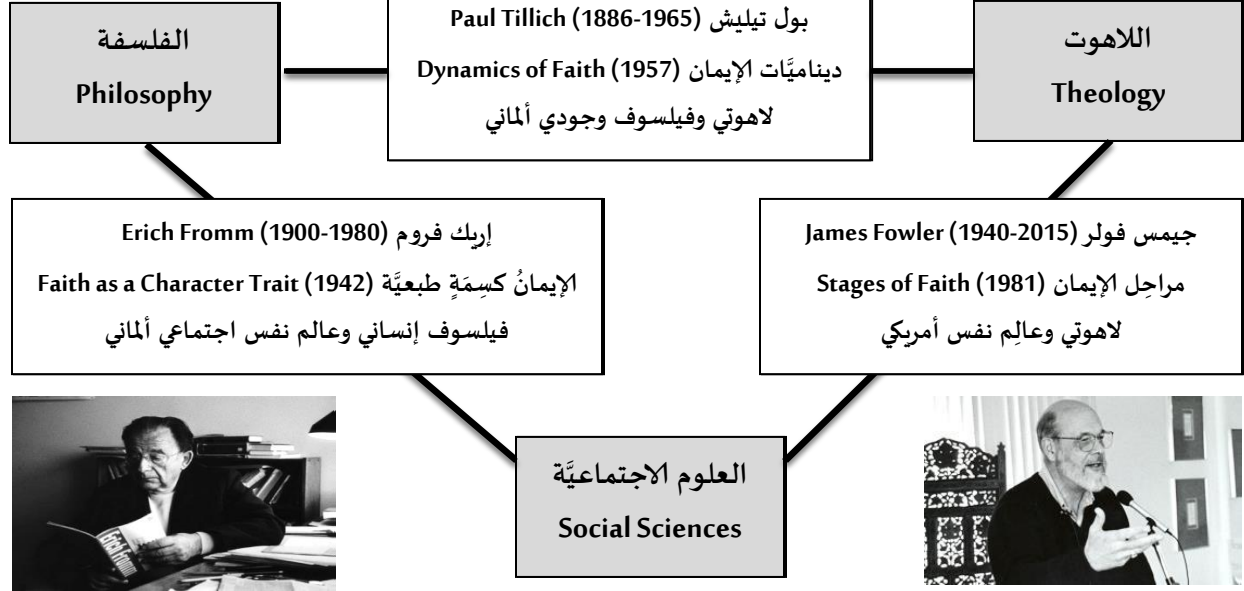 بول تيليش Paul Tillich (1886-1965)
ديناميَّات الإيمان Dynamics of Faith (1957)
لاهوتي وفيلسوف وجودي ألماني
الفلسفة
Philosophy
اللاهوت
Theology
إريك فروم Erich Fromm (1900-1980)
الإيمانُ كسِمَةٍ طبعيَّة Faith as a Character Trait (1942)
فيلسوف إنساني وعالم نفس اجتماعي ألماني
جيمس فولر James Fowler (1940-2015)
مراحِل الإيمان Stages of Faith (1981)
لاهوتي وعالِم نفس أمريكي
العلوم الاجتماعيَّة
Social Sciences
Erich Fromm